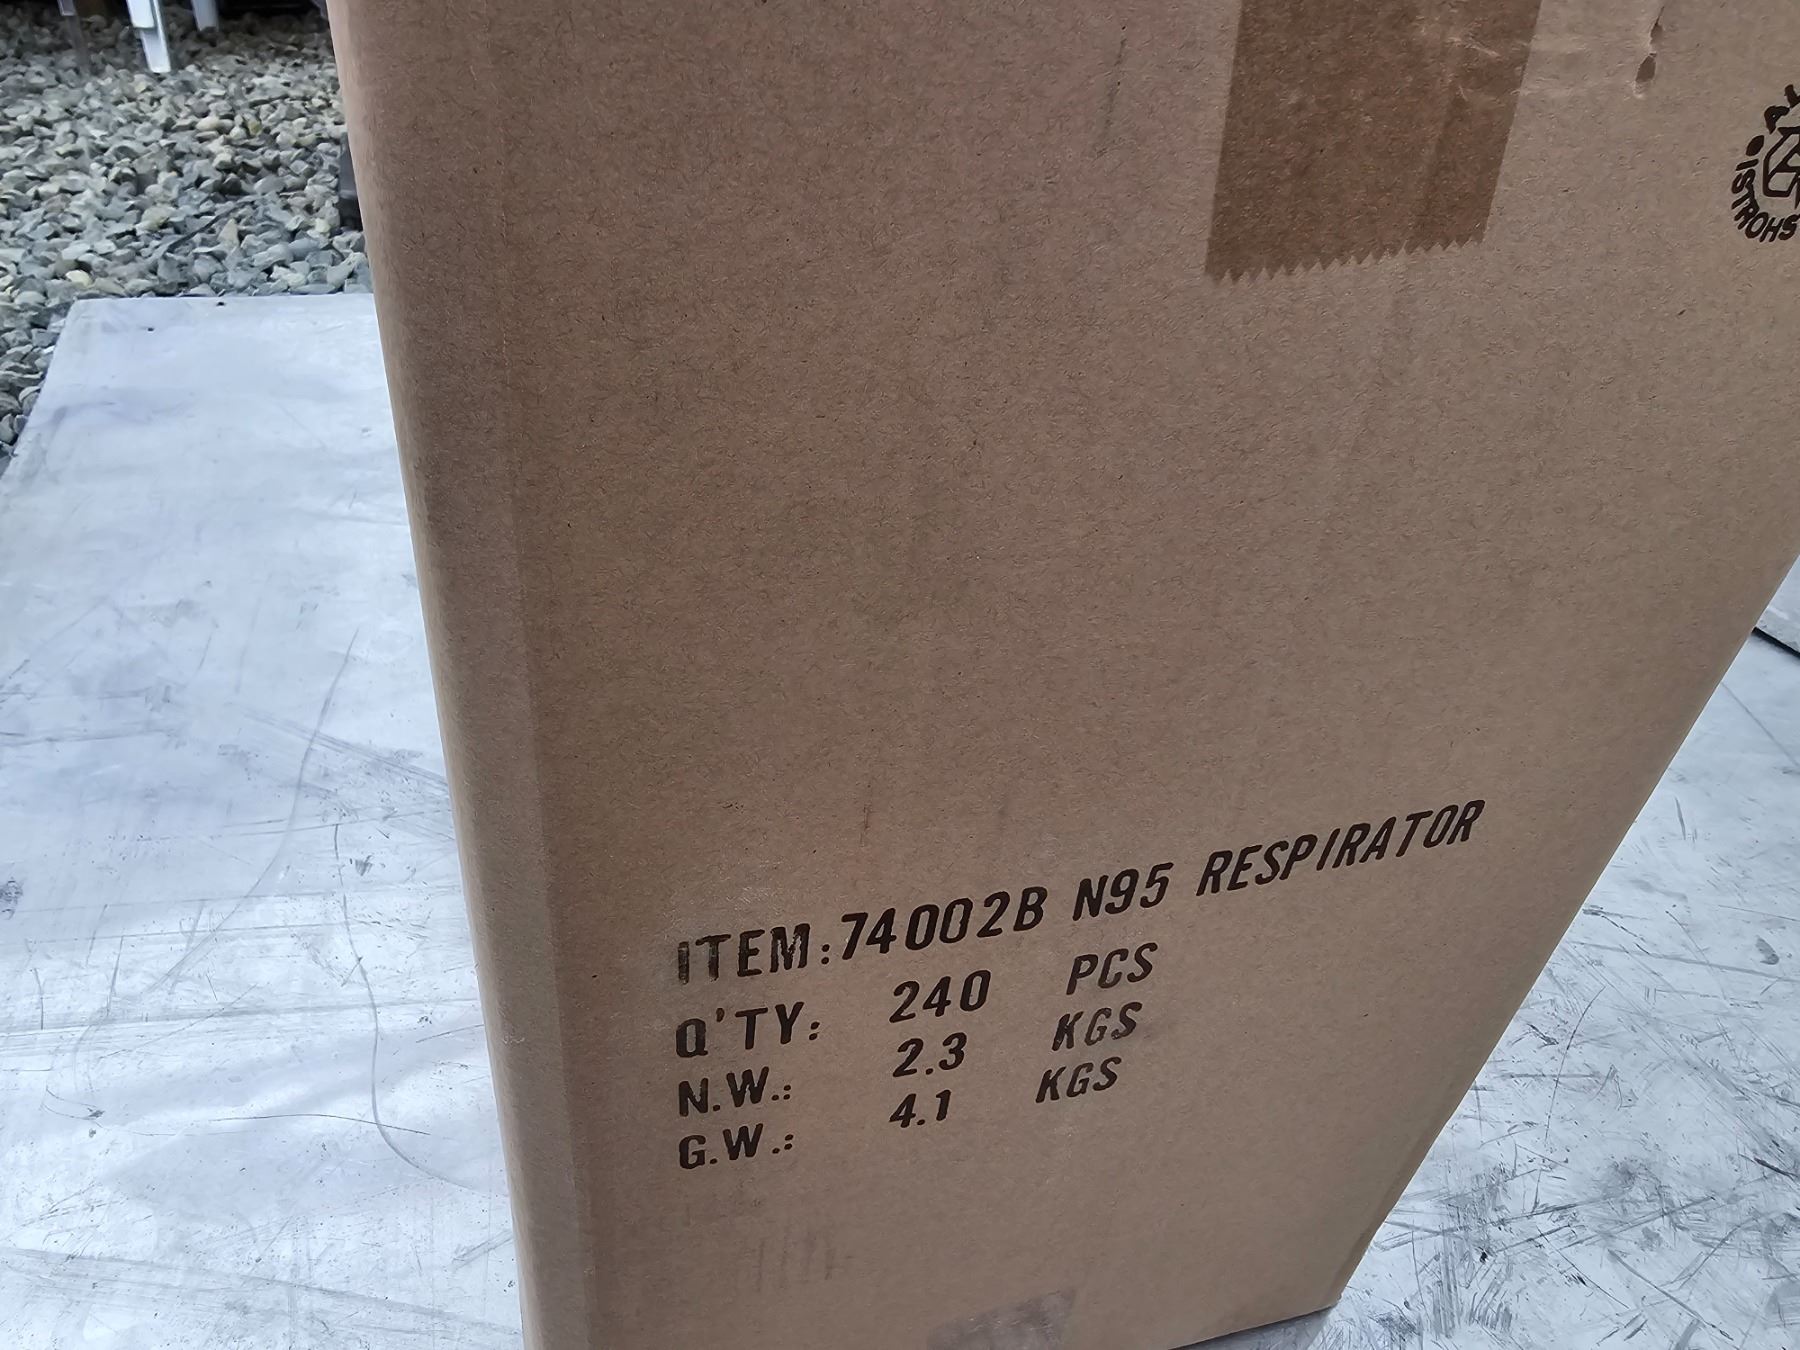 ITEM:74002B N95 RESPIRATOR
Q'TY: 240 PCS
N.W.: 2.3 KGS
G.W.: 4.1 KGS